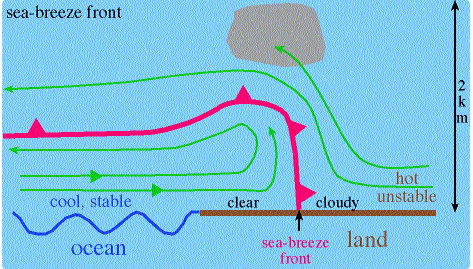 sea-breeze front
2
k
m
hot
unstable
cool, stable
clear
cloudy
ocean
sea-breeze
front
land